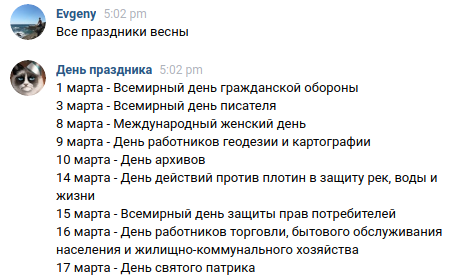 Evgeny 5:02 pm
Все праздники весны
День праздника 5:02 pm
1 марта - Всемирный день гражданской обороны
3 марта - Всемирный день писателя
8 марта - Международный женский день
9 марта - День работников геодезии и картографии
10 марта - День архивов
14 марта - День действий против плотин в защиту рек, воды и
жизни
15 марта - Всемирный день защиты прав потребителей
16 марта - День работников торговли, бытового обслуживания
населения и жилищно-коммунального хозяйства
17 марта - День святого патрика